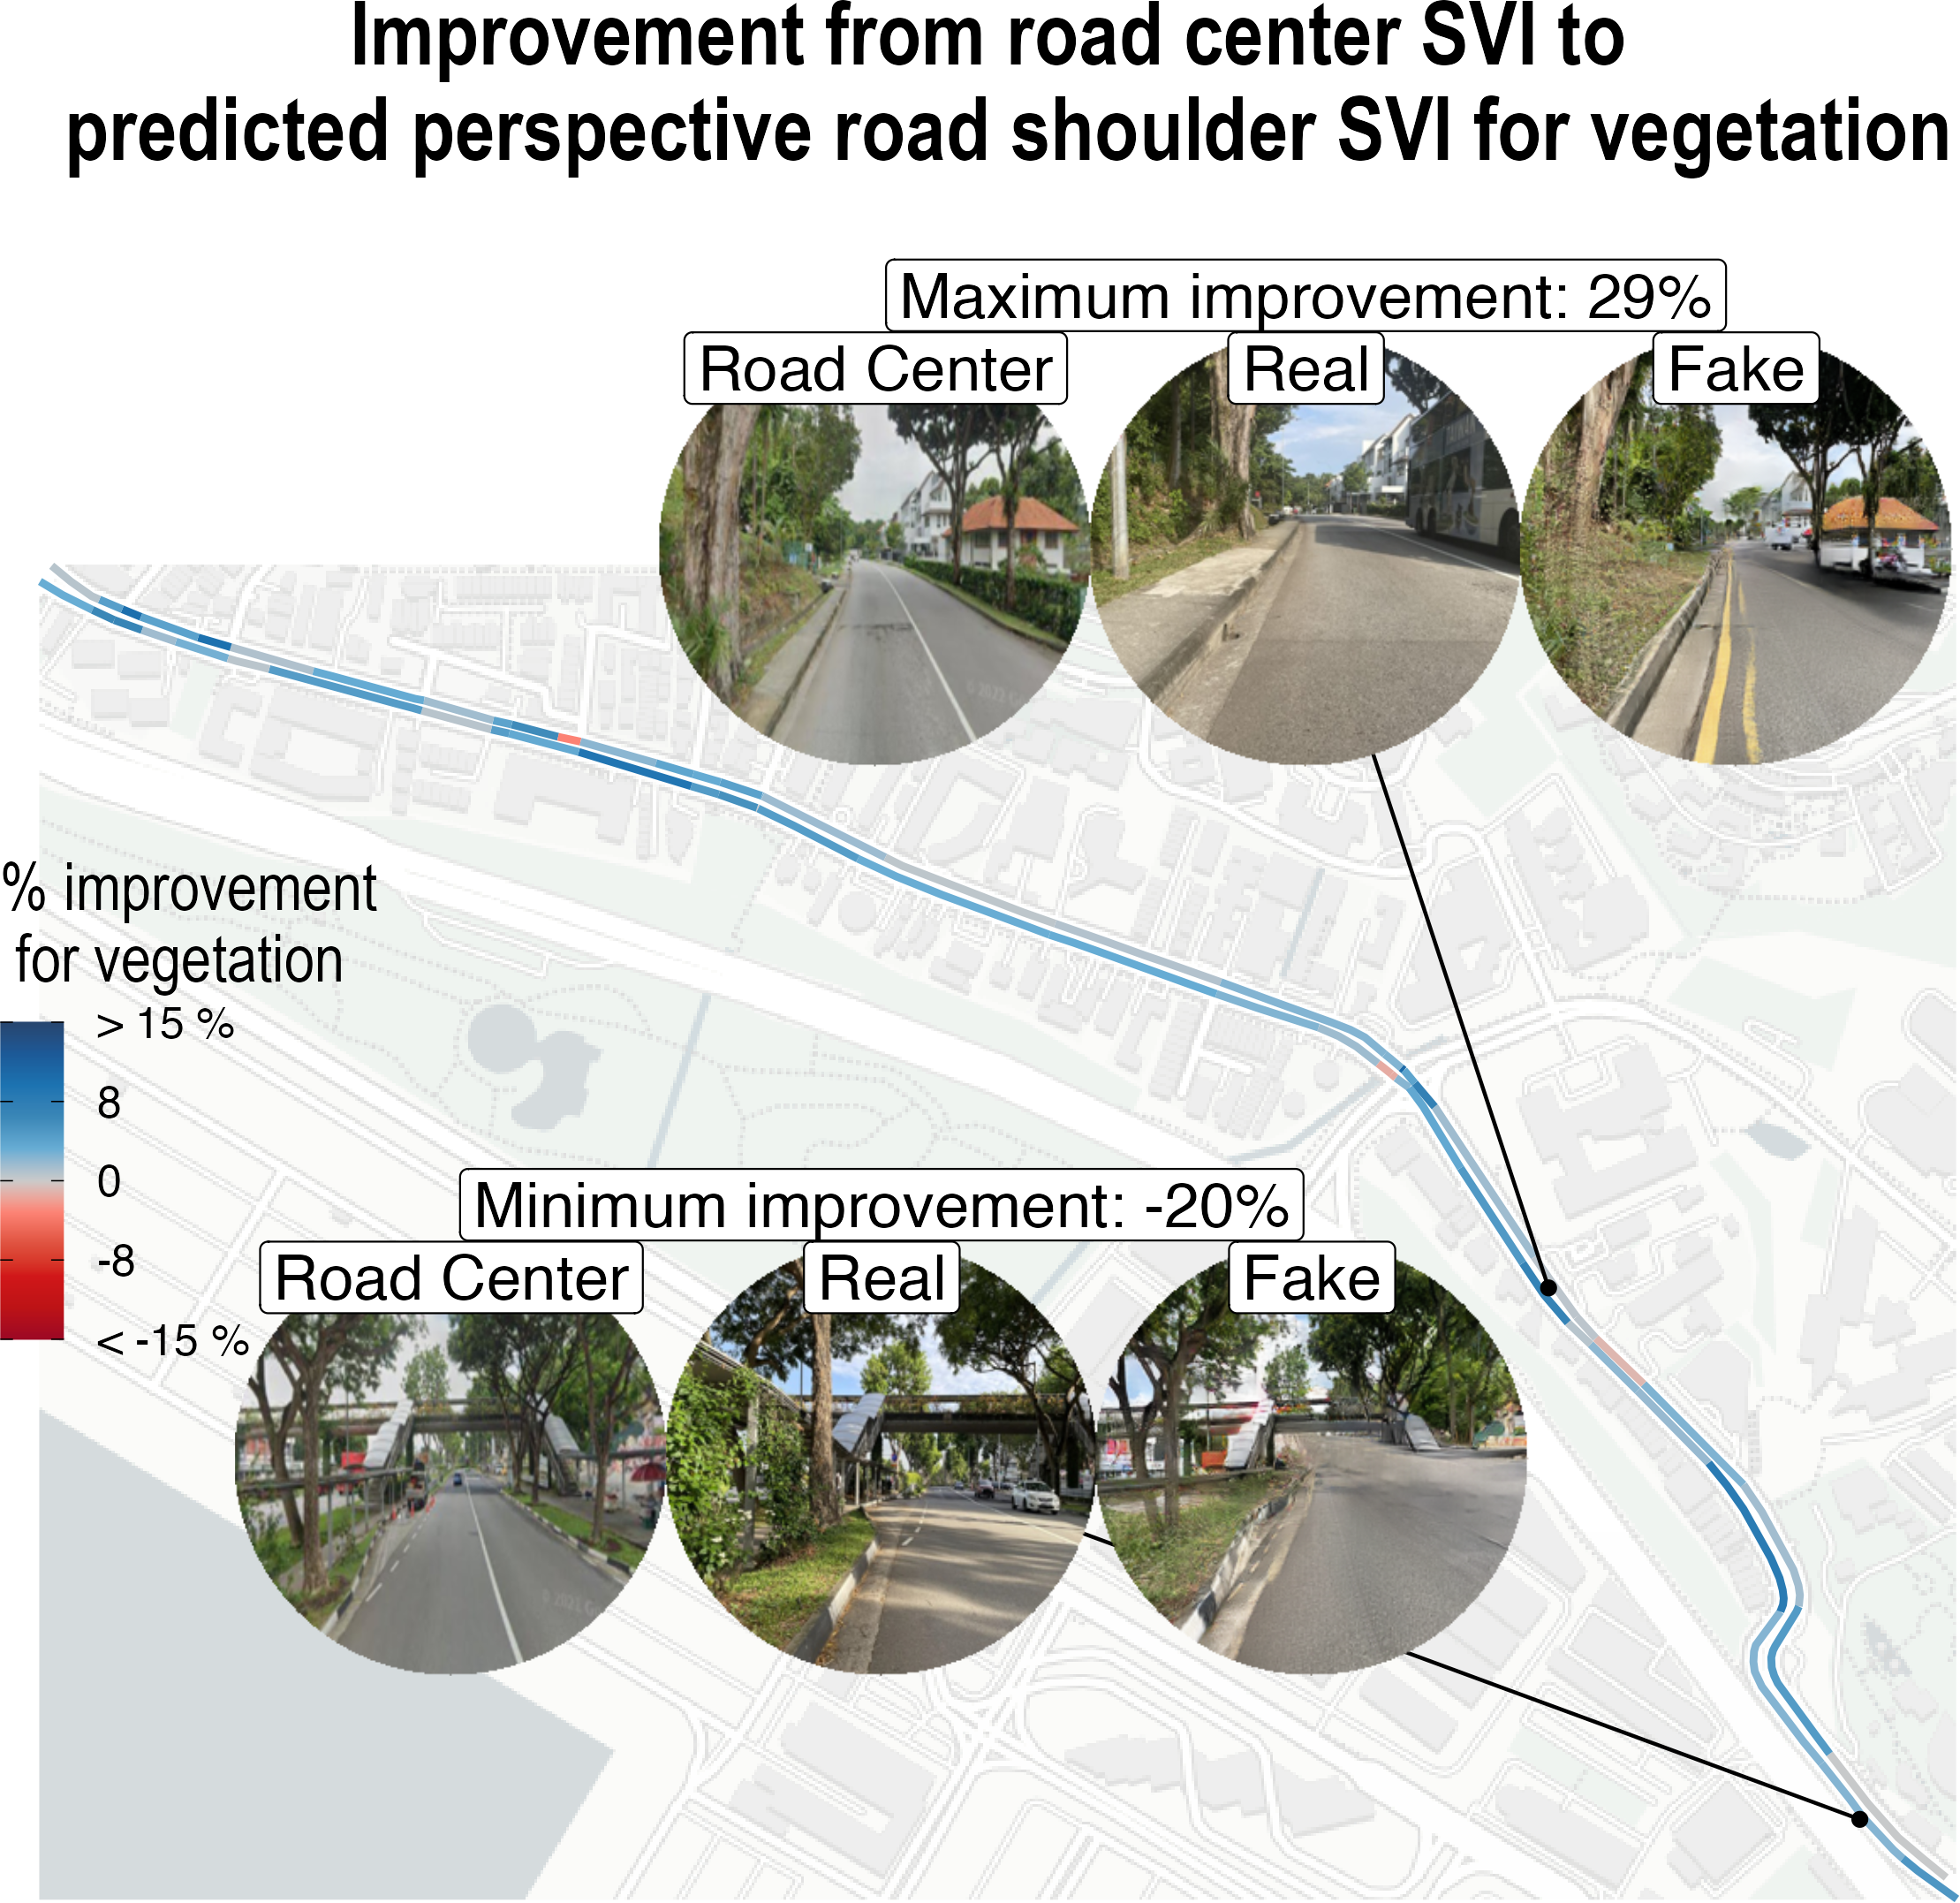 Improvement from road center SVI to
predicted perspective road shoulder SVI for vegetation
Maximum improvement: 29%
Road Center
Real
Fake
% improvement
for vegetation
> 15 %
8
0
-8
< -15 %
Minimum improvement: -20%
Road Center
Real
Fake